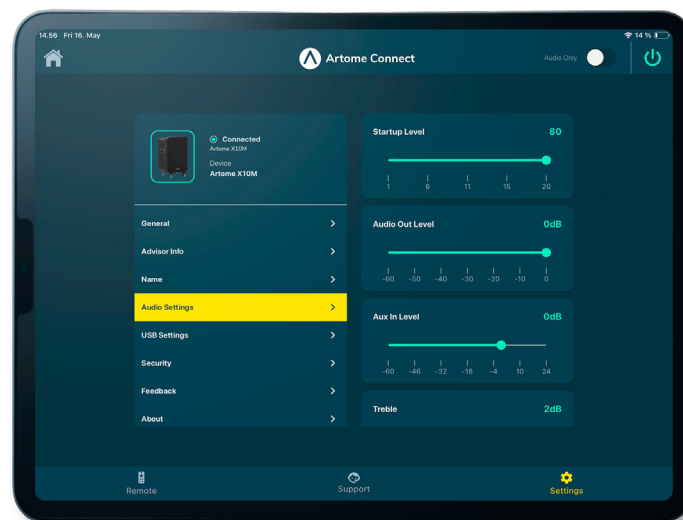 14.56 Fri 16. May
14 %
Artome Connect
Audio Only
Connected
Artome X10M
Device
Artome X10M
General
Advisor Info
Name
Audio Settings
USB Settings
Security
Feedback
About
Startup Level 80
1 6 11 15 20
Audio Out Level 0dB
-60 -50 -40 -30 -20 -10 0
Aux In Level 0dB
-60 -46 -32 -18 -4 10 24
Treble 2dB
Remote
Support
Settings